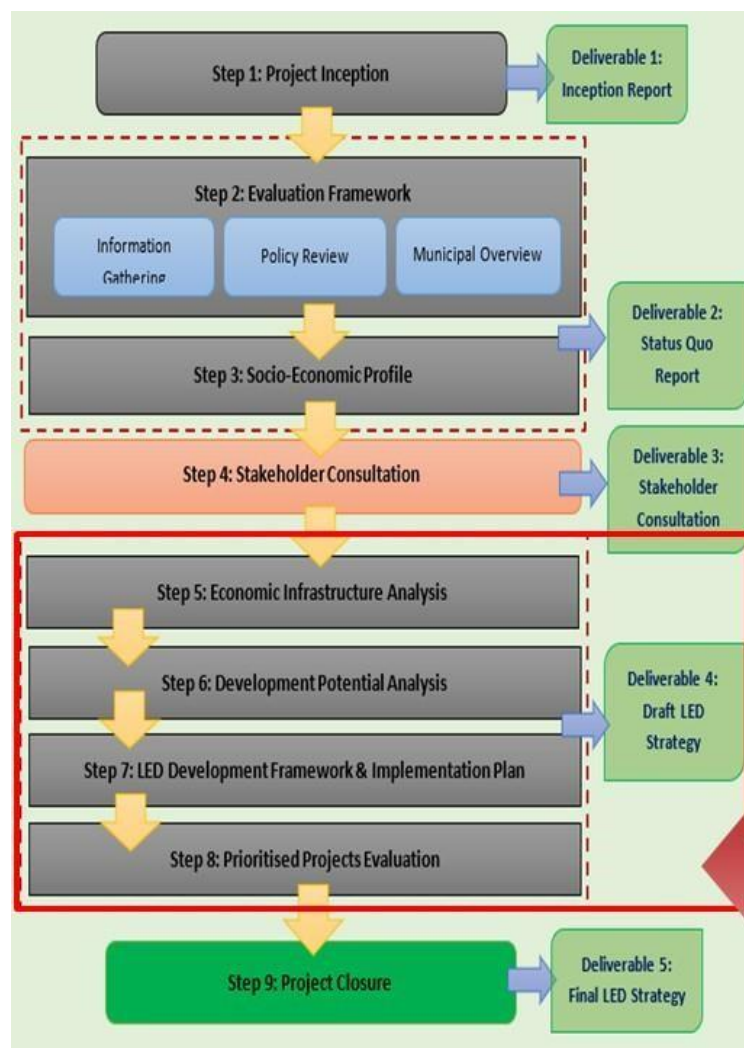 Step 1: Project Inception
Deliverable 1:
Inception Report
Step 2: Evaluation Framework
Information
Gathering
Policy Review
Municipal Overview
Step 3: Socio-Economic Profile
Deliverable 2:
Status Quo
Report
Step 4: Stakeholder Consultation
Deliverable 3:
Stakeholder
Consultation
Step 5: Economic Infrastructure Analysis
Step 6: Development Potential Analysis
Step 7: LED Development Framework & Implementation Plan
Step 8: Prioritised Projects Evaluation
Deliverable 4:
Draft LED
Strategy
Step 9: Project Closure
Deliverable 5:
Final LED Strategy